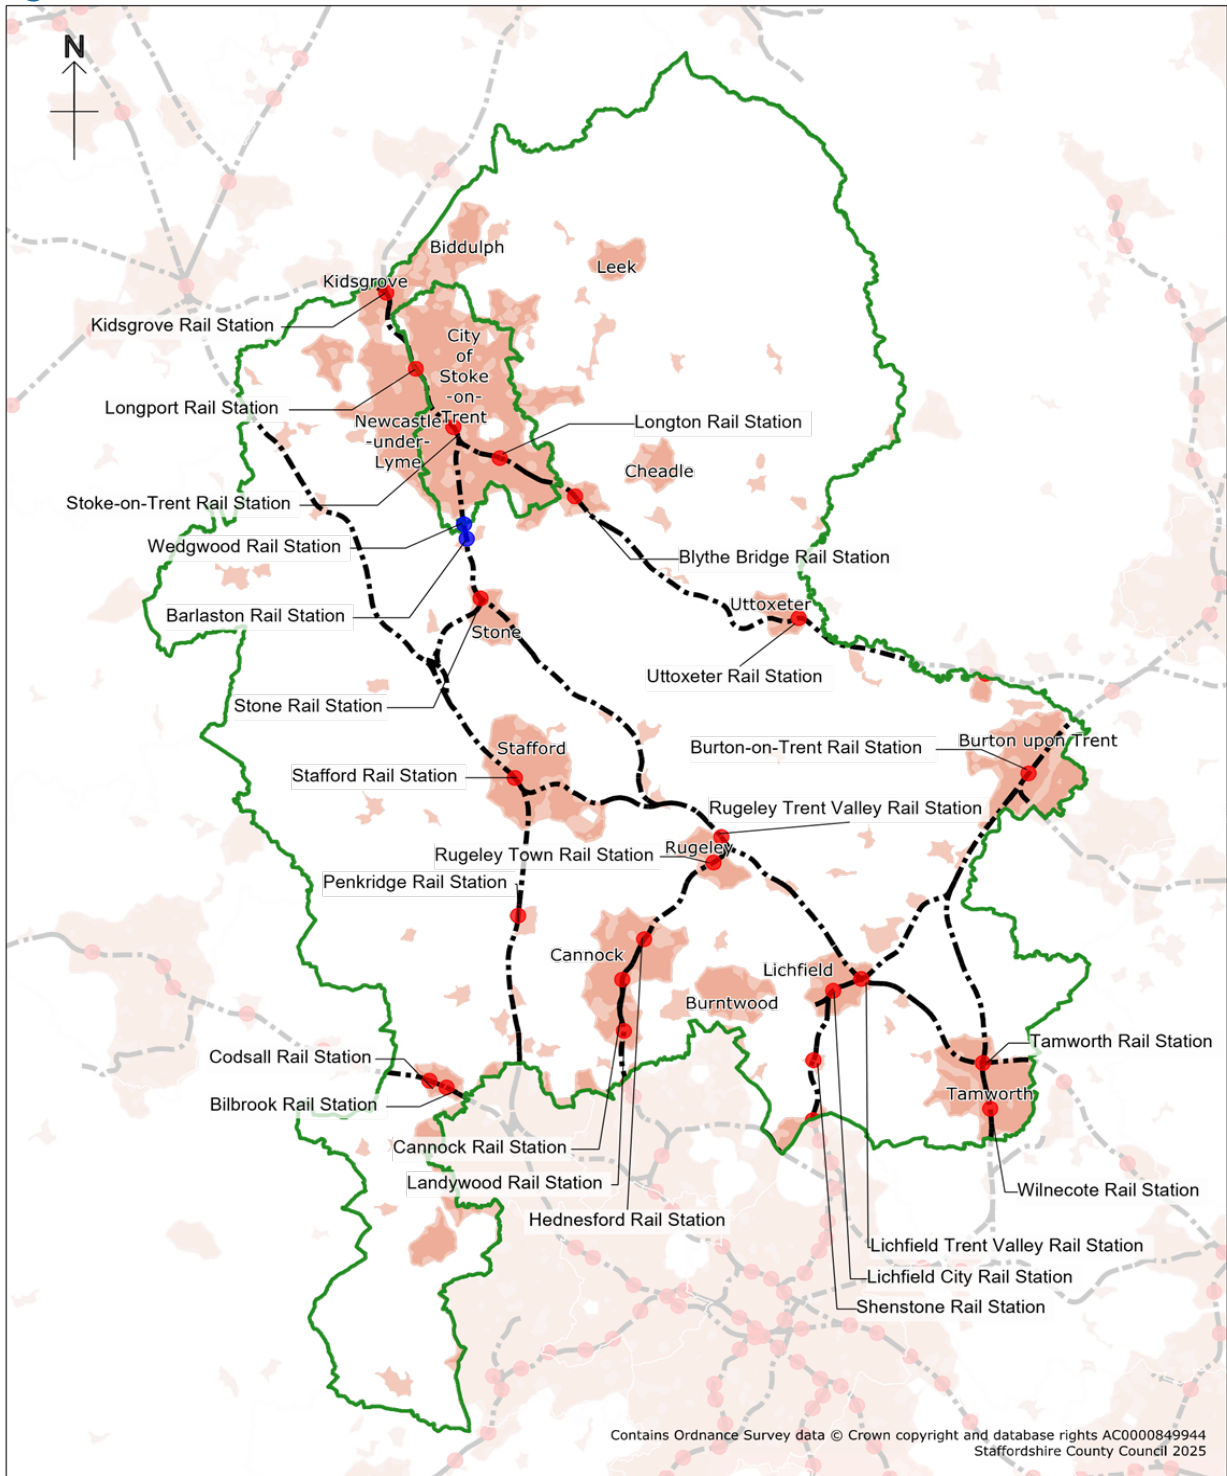 N
Biddulph
Leek
Kidsgrove
Kidsgrove Rail Station
City
of
Stoke
-on-
Trent
Longport Rail Station
Newcastle
-under-
Lyme
Longton Rail Station
Cheadle
Stoke-on-Trent Rail Station
Wedgwood Rail Station
Blythe Bridge Rail Station
Barlaston Rail Station
Uttoxeter
Stone
Uttoxeter Rail Station
Stone Rail Station
Stafford
Burton-on-Trent Rail Station
Burton upon Trent
Stafford Rail Station
Rugeley Trent Valley Rail Station
Rugeley Town Rail Station
Rugeley
Penkridge Rail Station
Cannock
Lichfield
Burntwood
Codsall Rail Station
Tamworth Rail Station
Tamworth
Bilbrook Rail Station
Cannock Rail Station
Landywood Rail Station
Wilnecote Rail Station
Hednesford Rail Station
Lichfield Trent Valley Rail Station
Lichfield City Rail Station
Shenstone Rail Station
Contains Ordnance Survey data © Crown copyright and database rights AC0000849944
Staffordshire County Council 2025